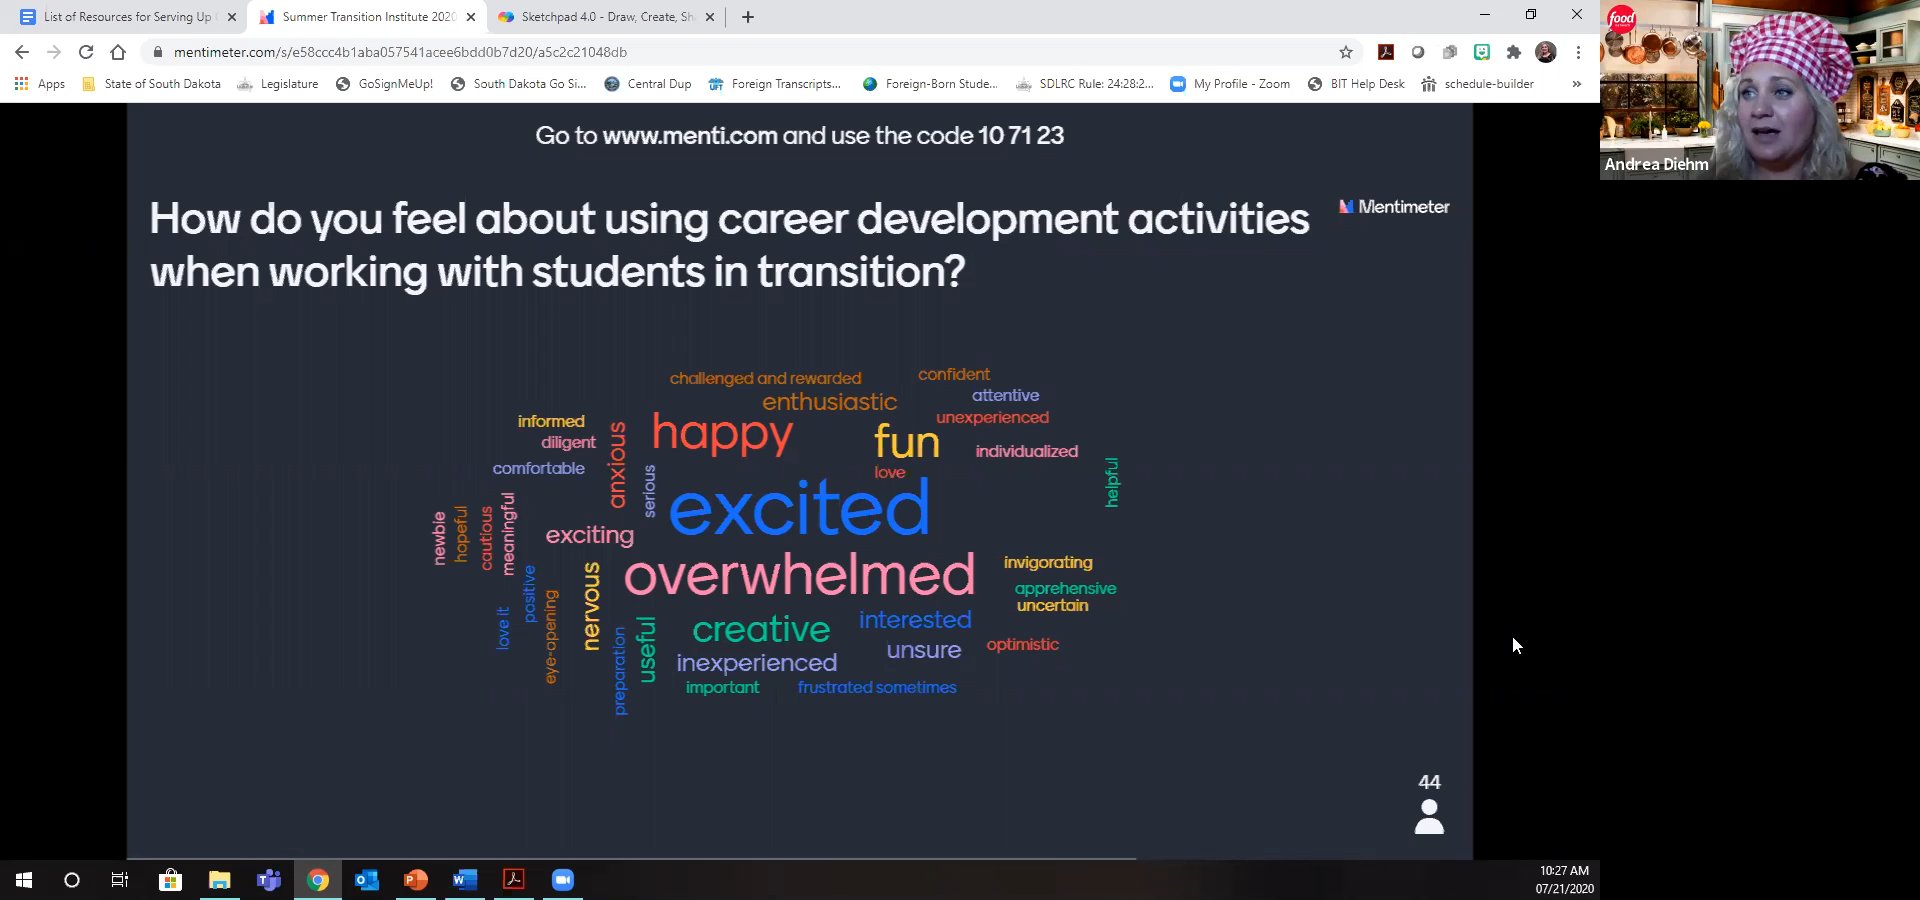 List of Resources for Serving Up
Summer Transition Institute 2020
Sketchpad 4.0 - Draw, Create, Sh
mentimeter.com/s/e58ccc4b1aba057541acee6bdd0b7d20/a5c2c21048db
Apps
State of South Dakota
Legislature
GoSignMeUp!
South Dakota Go Si...
Central Dup
Foreign Transcripts...
Foreign-Born Stude...
SDLRC Rule: 24:28:2...
My Profile - Zoom
BIT Help Desk
schedule-builder
»
food
Andrea Diehm
Go to www.menti.com and use the code 10 71 23
How do you feel about using career development activities
when working with students in transition?
Mentimeter
challenged and rewarded
confident
enthusiastic
attentive
informed
happy
fun
unexperienced
diligent
anxious
individualized
comfortable
serious
love
helpful
excited
newbie
hopeful
cautious
meaningful
exciting
overwhelmed
invigorating
apprehensive
uncertain
positive
love it
eye-opening
nervous
preparation
useful
creative
interested
unsure
optimistic
inexperienced
important
frustrated sometimes
44
10:27 AM
07/21/2020